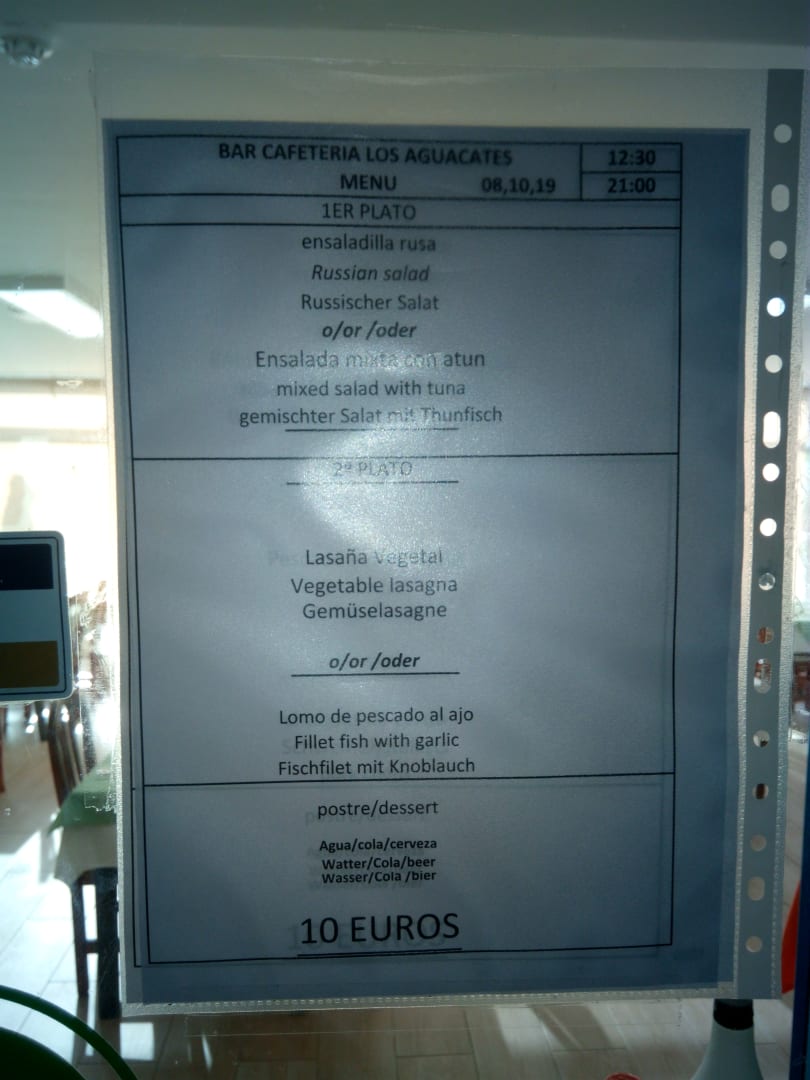 BAR CAFETERIA LOS AGUACATES 12:30
MENU 08,10,19 21:00
1ER PLATO
ensaladilla rusa
Russian salad
Russischer Salat
o/or /oder
Ensalada mixta con atun
mixed salad with tuna
gemischter Salat mit Thunfisch
2º PLATO
Lasaña Vegetal
Vegetable lasagna
Gemüselasagne
o/or /oder
Lomo de pescado al ajo
Fillet fish with garlic
Fischfilet mit Knoblauch
postre/dessert
Agua/cola/cerveza
Watter/Cola/beer
Wasser/Cola /bier
10 EUROS